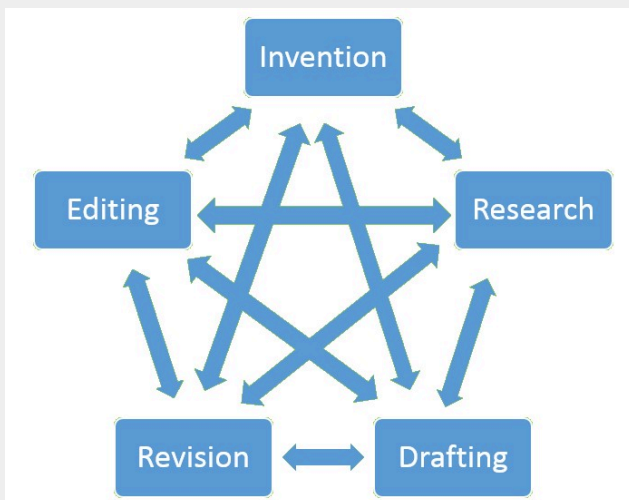 Invention
Editing
Research
Revision
Drafting